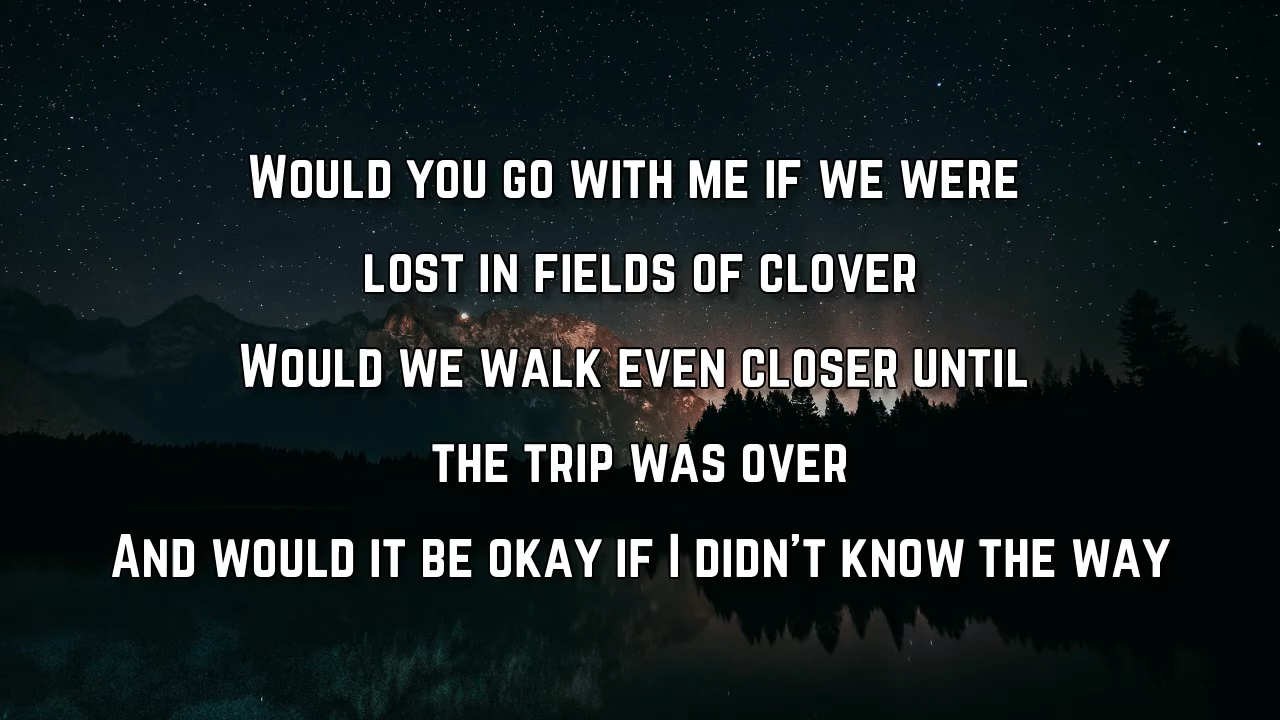 Would you go with me if we were
lost in fields of clover
Would we walk even closer until
the trip was over
And would it be okay if I didn't know the way